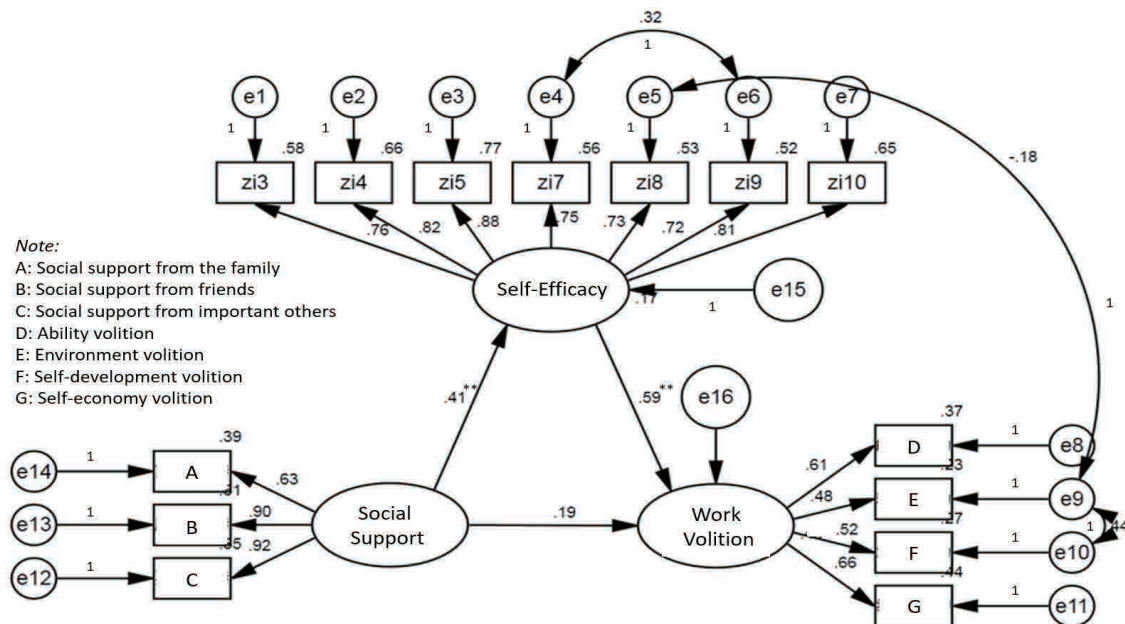 .32
1
e1 e2 e3 e4 e5 e6 e7
1 1 1 1 1 1 1
.58 .66 .77 .56 .53 .52 .65
-.18
zi3 zi4 zi5 zi7 zi8 zi9 zi10
.76 .82 .88 .75 .73 .72 .81
Note:
A: Social support from the family
B: Social support from friends
C: Social support from important others
D: Ability volition
E: Environment volition
F: Self-development volition
G: Self-economy volition
Self-Efficacy
.17
1
e15
1
.41**
.59**
e16
.39
e14 1 A .63
e13 1 B .90
e12 1 C .92
Social
Support
.19
Work
Volition
.37
.61 D 1 e8
.23
.48 E 1 e9
.27
.52 F 1 e10
1 .44
.44
.66 G 1 e11